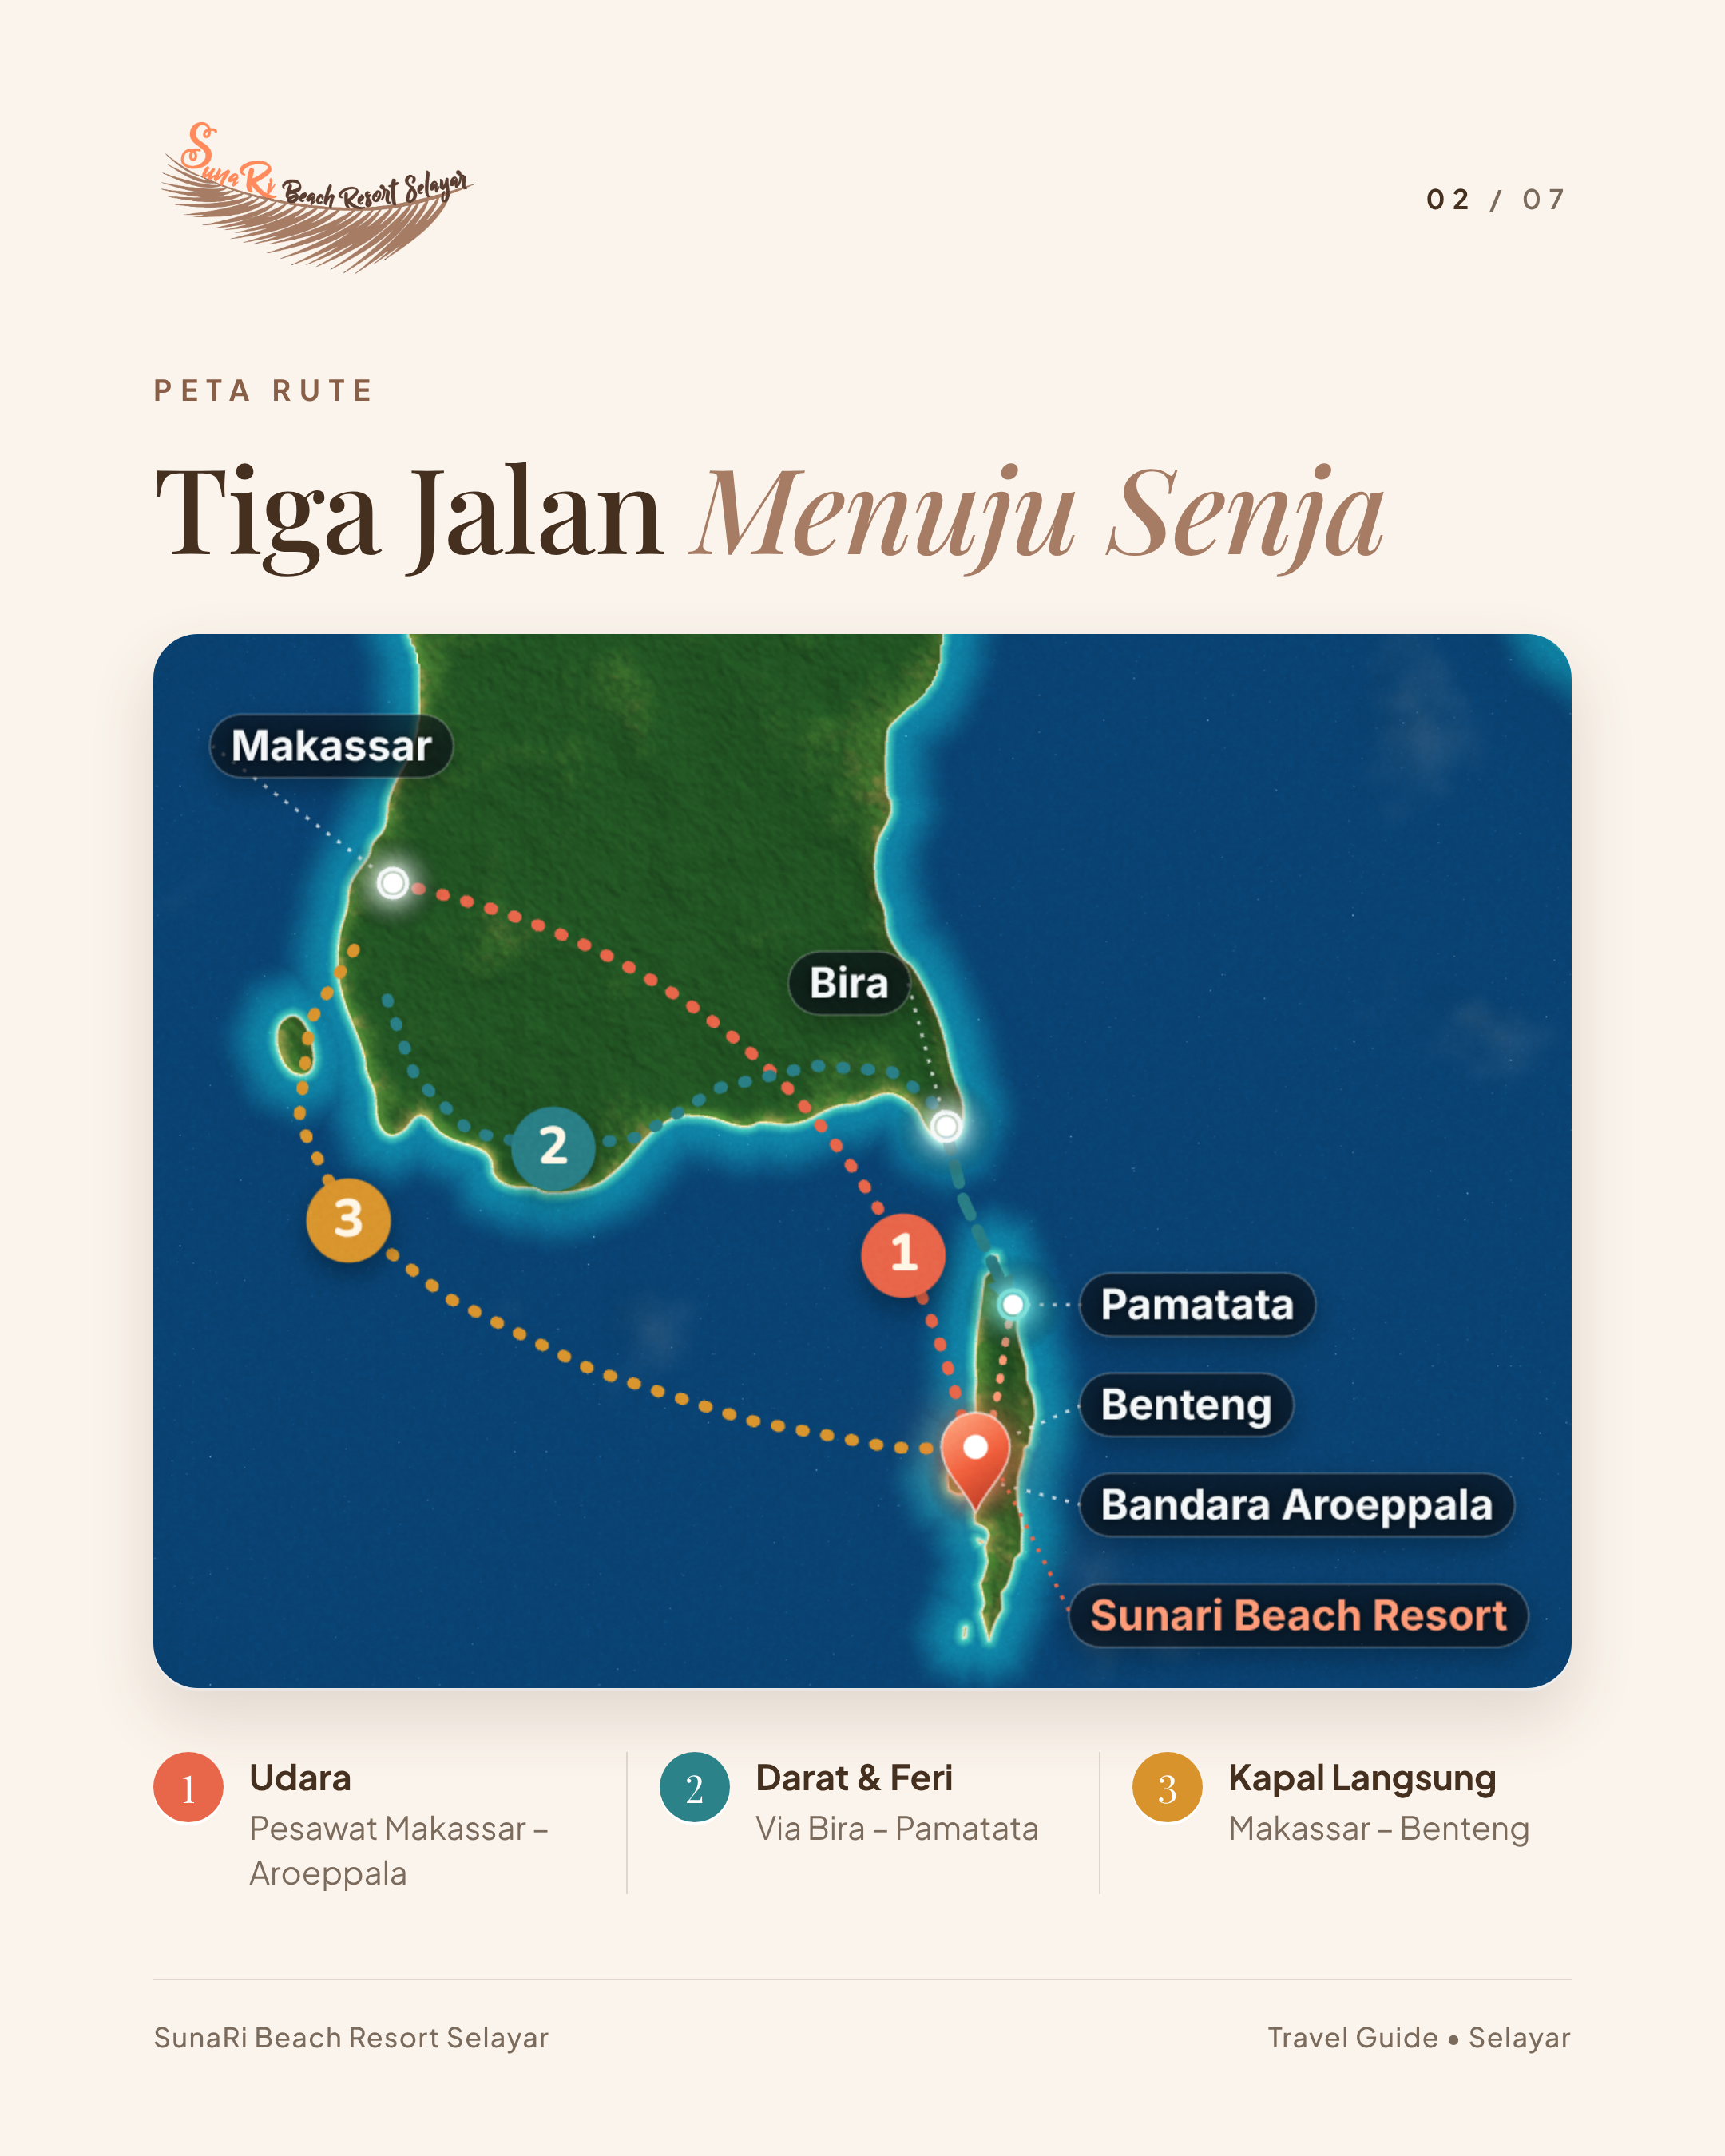 SunaRi Beach Resort Selayar
02 / 07
PETA RUTE
Tiga Jalan Menuju Senja
Makassar
Bira
2
3
1
Pamatata
Benteng
Bandara Aroeppala
Sunari Beach Resort
1 Udara
Pesawat Makassar –
Aroeppala
2 Darat & Feri
Via Bira – Pamatata
3 Kapal Langsung
Makassar – Benteng
SunaRi Beach Resort Selayar
Travel Guide • Selayar